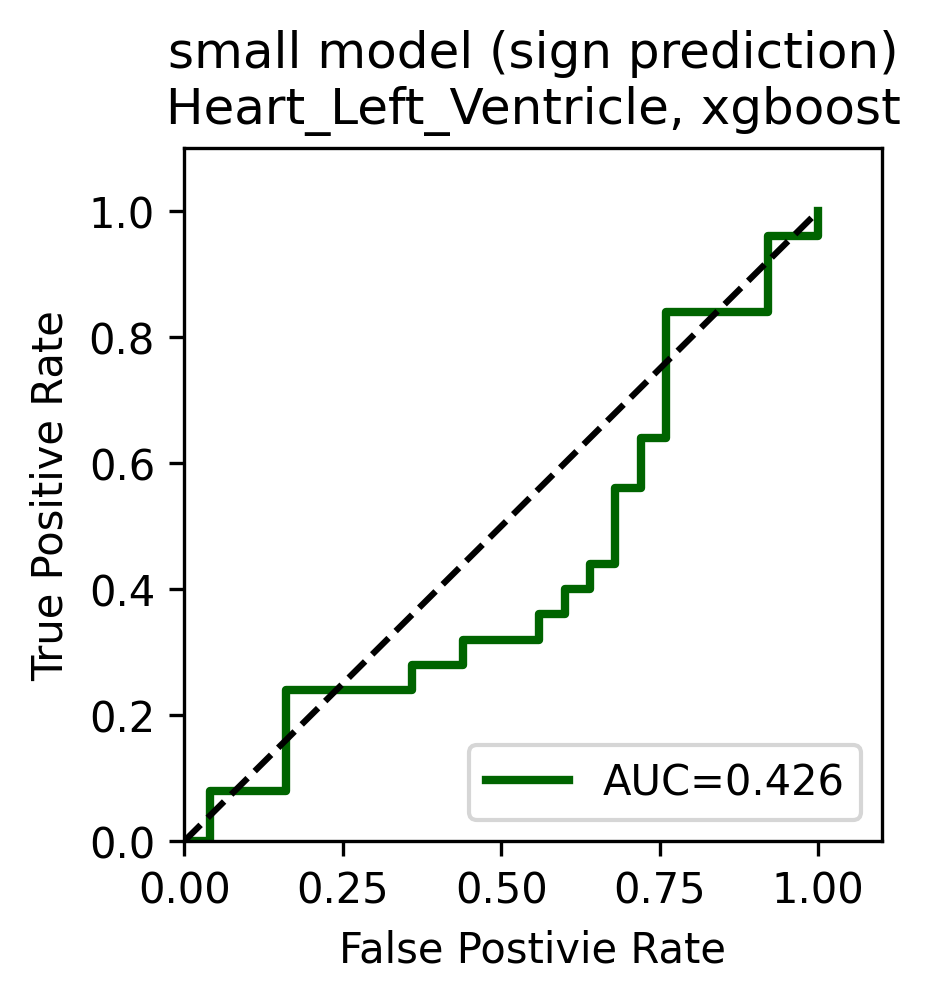 small model (sign prediction)
Heart_Left_Ventricle, xgboost
1.0
0.8
0.6
0.4
0.2
0.0
True Positive Rate
AUC=0.426
0.00 0.25 0.50 0.75 1.00
False Postivie Rate